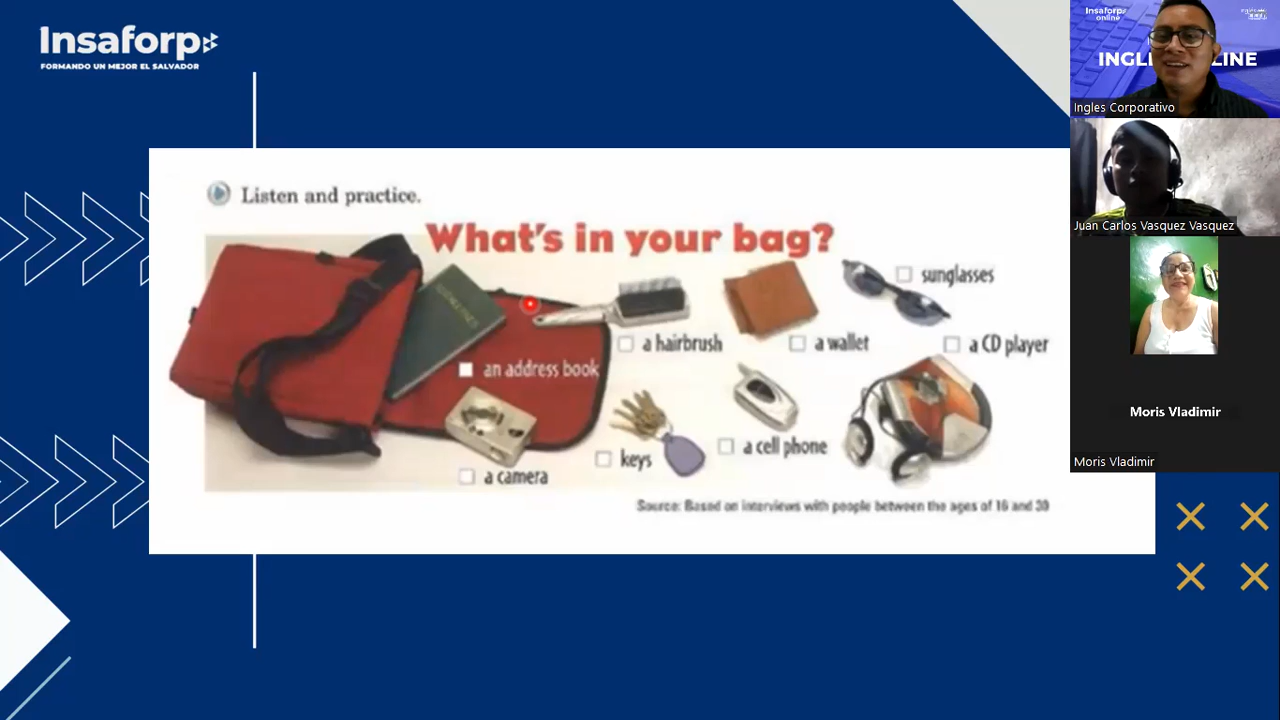 Insaforp
FORMANDO UN MEJOR EL SALVADOR
Listen and practice.
What's in your bag?
sunglasses
a hairbrush
a wallet
a CD player
an address book
keys
a cell phone
a camera
Source: Based on interviews with people between the ages of 16 and 30
Insaforp
online
Ingles Corporativo
Juan Carlos Vasquez Vasquez
Moris Vladimir
Moris Vladimir